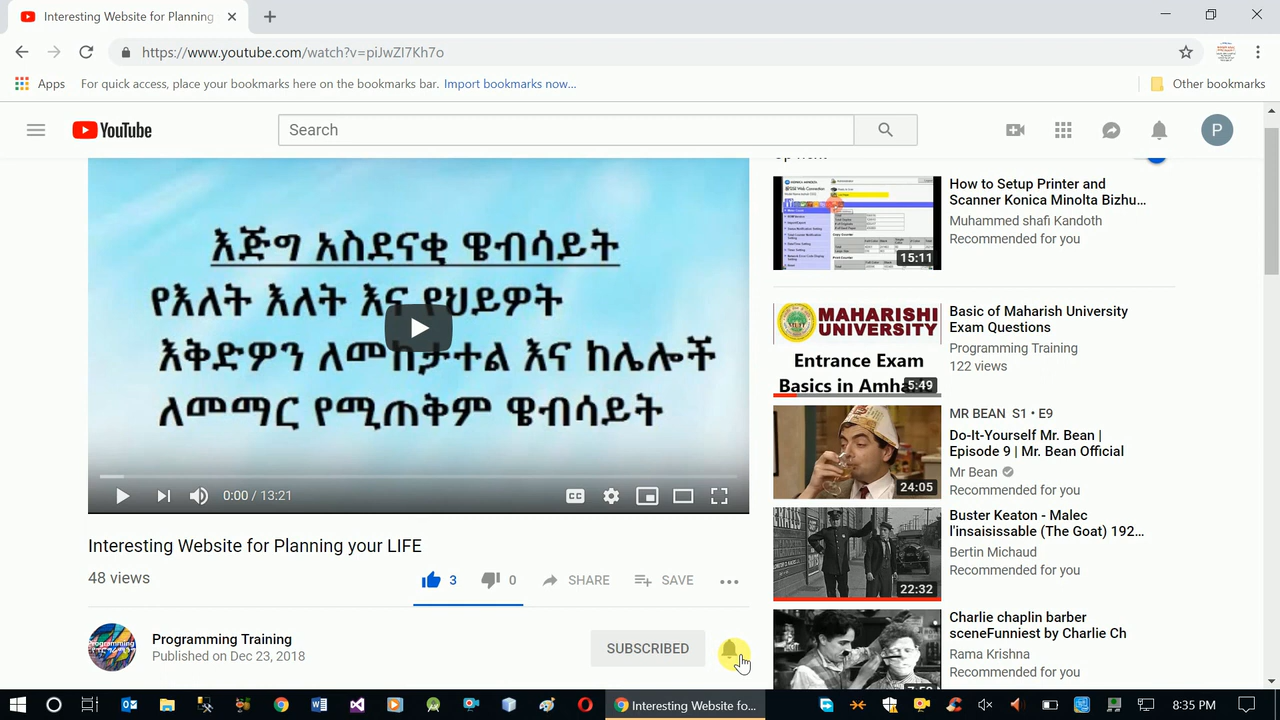 Interesting Website for Planning
https://www.youtube.com/watch?v=piJwZI7Kh7o
Apps
For quick access, place your bookmarks here on the bookmarks bar. Import bookmarks now...
Other bookmarks
YouTube
Search
P
እጅግ አስደናቂ ዌብሰይት
የእለት እለት እና የህይዎት
እቅድዎን ለመከታተል እና ከሌሎች
ለመማር የሚጠቅም ዌብሳይት
0:00 / 13:21
CC
Interesting Website for Planning your LIFE
48 views
3
0
SHARE
SAVE
Programming Training
Published on Dec 23, 2018
SUBSCRIBED
Up next
15:11
How to Setup Printer and
Scanner Konica Minolta Bizhu...
Muhammed shafi Kandoth
Recommended for you
MAHARISHI
UNIVERSITY
Entrance Exam
Basics in Amha
5:49
Basic of Maharish University
Exam Questions
Programming Training
122 views
MR BEAN S1 • E9
Do-It-Yourself Mr. Bean |
Episode 9 | Mr. Bean Official
Mr Bean
Recommended for you
24:05
Buster Keaton - Malec
l'insaisissable (The Goat) 192...
Bertin Michaud
Recommended for you
22:32
Charlie chaplin barber
sceneFunniest by Charlie Ch
Rama Krishna
Recommended for you
Interesting Website fo...
8:35 PM